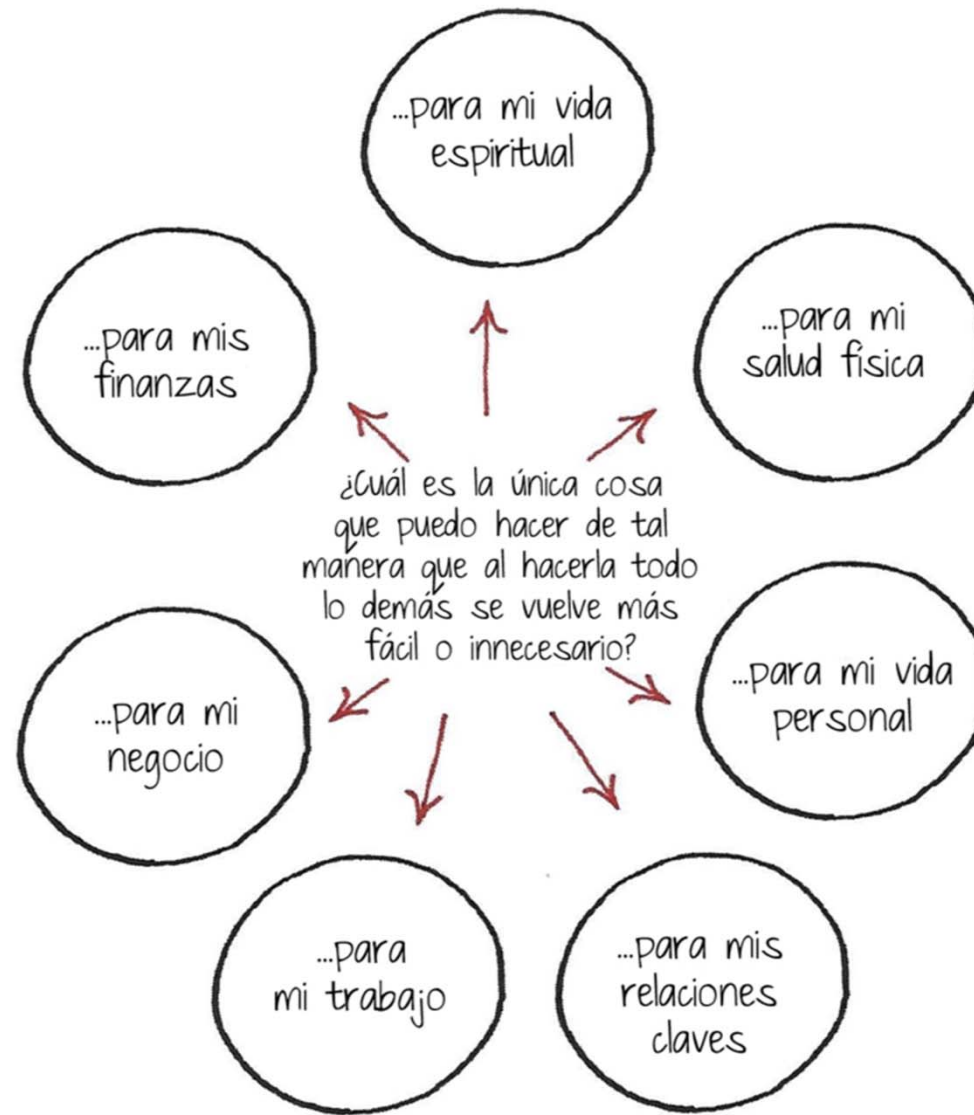 ...para mi vida
espiritual
...para mis
finanzas
...para mi
salud física
¿Cuál es la única cosa
que puedo hacer de tal
manera que al hacerla todo
lo demás se vuelve más
fácil o innecesario?
...para mi
negocio
...para mi vida
personal
...para
mi trabajo
...para mis
relaciones
claves